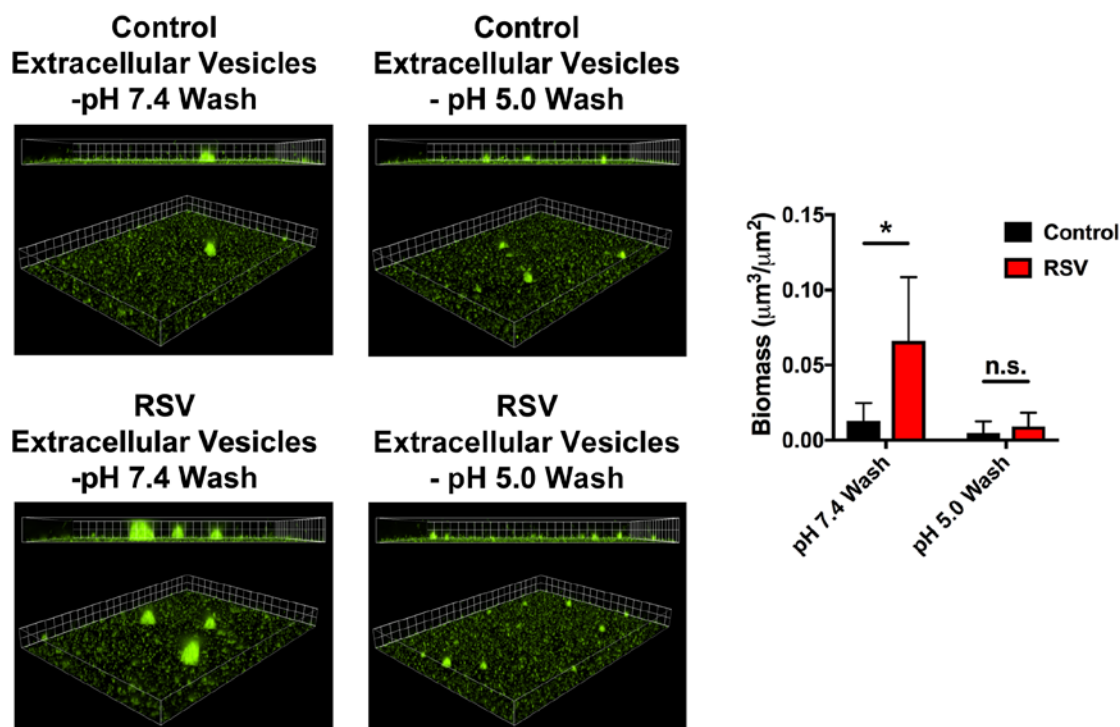 Control
Extracellular Vesicles
-pH 7.4 Wash
Control
Extracellular Vesicles
- pH 5.0 Wash
RSV
Extracellular Vesicles
-pH 7.4 Wash
RSV
Extracellular Vesicles
- pH 5.0 Wash
Biomass (μm³/μm²)
0.15
0.10
0.05
0.00
*
n.s.
Control
RSV
pH 7.4 Wash
pH 5.0 Wash